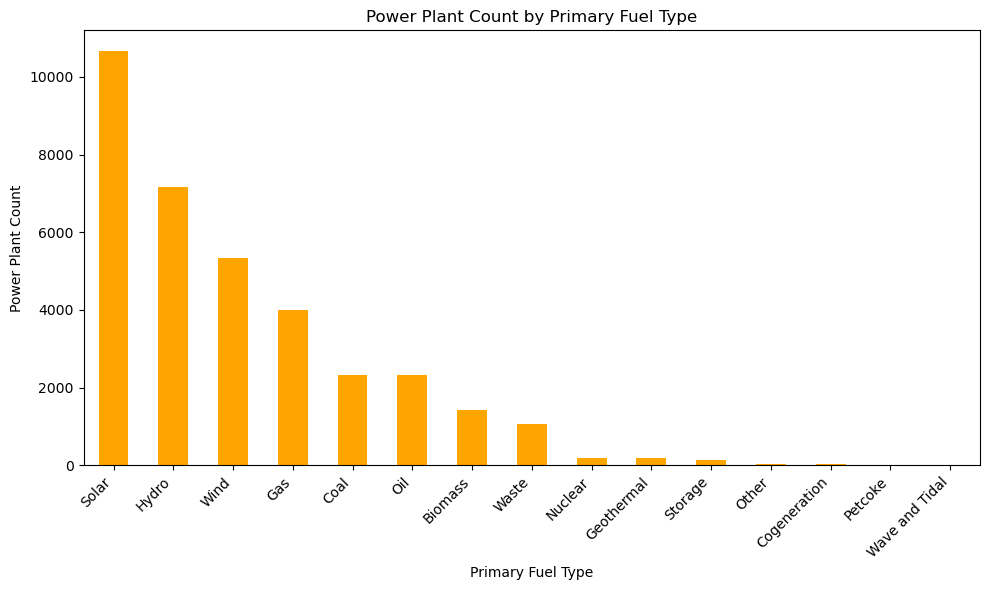 Power Plant Count by Primary Fuel Type
Power Plant Count
10000
8000
6000
4000
2000
0
Solar
Hydro
Wind
Gas
Coal
Oil
Biomass
Waste
Nuclear
Geothermal
Storage
Other
Cogeneration
Petcoke
Wave and Tidal
Primary Fuel Type